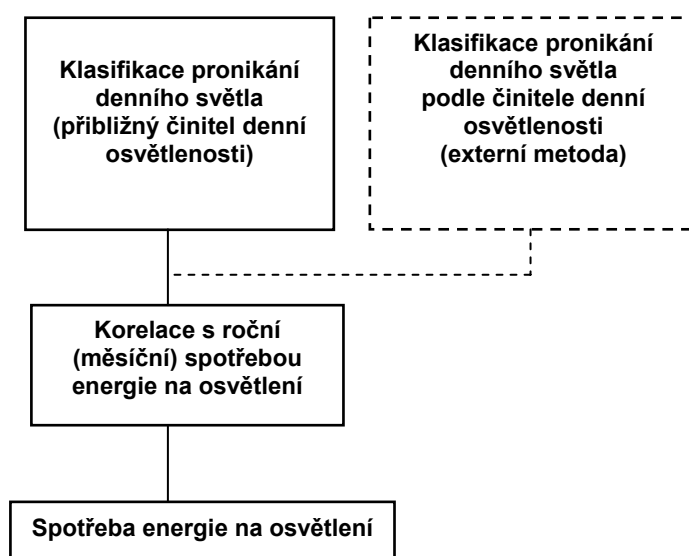 Klasifikace pronikání
denního světla
(přibližný činitel denní
osvětlenosti)
Klasifikace pronikání
denního světla
podle činitele denní
osvětlenosti
(externí metoda)
Korelace s roční
(měsíční) spotřebou
energie na osvětlení
Spotřeba energie na osvětlení